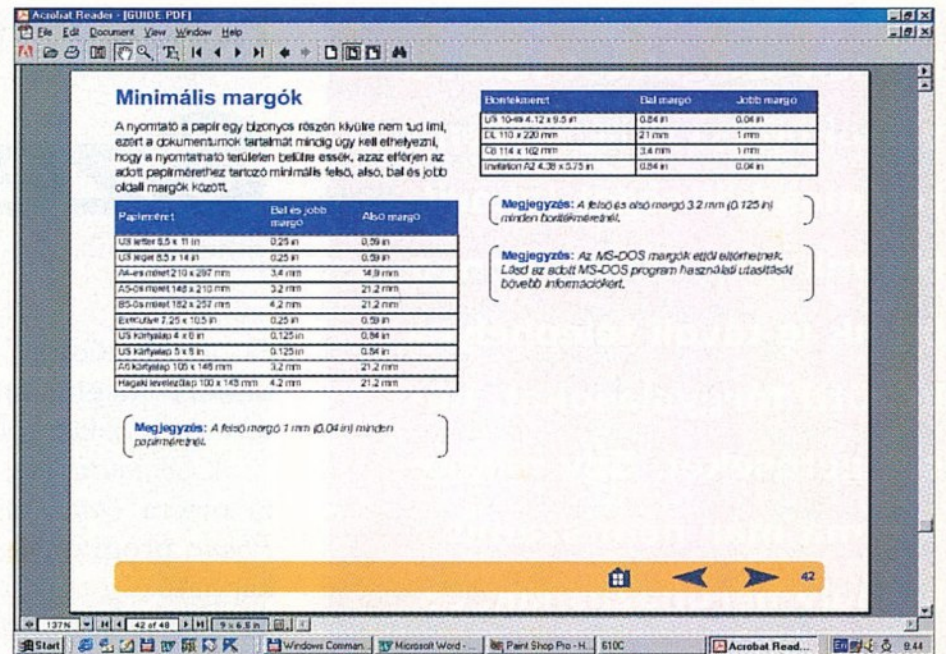 Acrobat Reader - [GUIDE.PDF]
File Edit Document View Window Help
Minimális margók
A nyomtató a papír egy bizonyos részén kívülre nem tud írni,
ezért a dokumentumok tartalmát mindig úgy kell elhelyezni,
hogy a nyomtatható területen belülre essék, azaz elférjen az
adott papírmérethez tartozó minimális felső, alsó, bal és jobb
oldali margók között.
Papírméret Bal és jobb margó Alsó margó
US letter 8.5 x 11 in 0,25 in 0,59 in
US legal 8.5 x 14 in 0.25 in 0.59 in
A4-es méret 210 x 297 mm 3,4 mm 14,9 mm
A5-ös méret 148 x 210 mm 3.2 mm 21.2 mm
B5-ös méret 182 x 257 mm 4,2 mm 21.2 mm
Executive 7.25 x 10.5 in 0.25 in 0.59 in
US kártyalap 4 x 6 in 0.125 in 0.84 in
US kártyalap 5 x 8 in 0.125 in 0.84 in
A6 kártyalap 105 x 148 mm 3.2 mm 21.2 mm
Hagaki levelezőlap 100 x 148 mm 4.2 mm 21.2 mm
Megjegyzés: A felső margó 1 mm (0.04 in) minden
papírméretnél.
Borítékméret Bal margó Jobb margó
US 10-es 4.12 x 9.5 in 0.84 in 0.04 in
DL 110 x 220 mm 21 mm 1 mm
C6 114 x 162 mm 3.4 mm 1 mm
Invitation A2 4.38 x 5.75 in 0.84 in 0.04 in
Megjegyzés: A felső és alsó margó 3.2 mm (0.125 in)
minden borítékméretnél.
Megjegyzés: Az MS-DOS margók ettől eltérhetnek.
Lásd az adott MS-DOS program használati utasítását
bővebb információkért.
42
137% 42 of 48 9 x 6.8 in
Start Windows Comman... Microsoft Word - ... Paint Shop Pro - H... 610C Acrobat Read... En 9:44